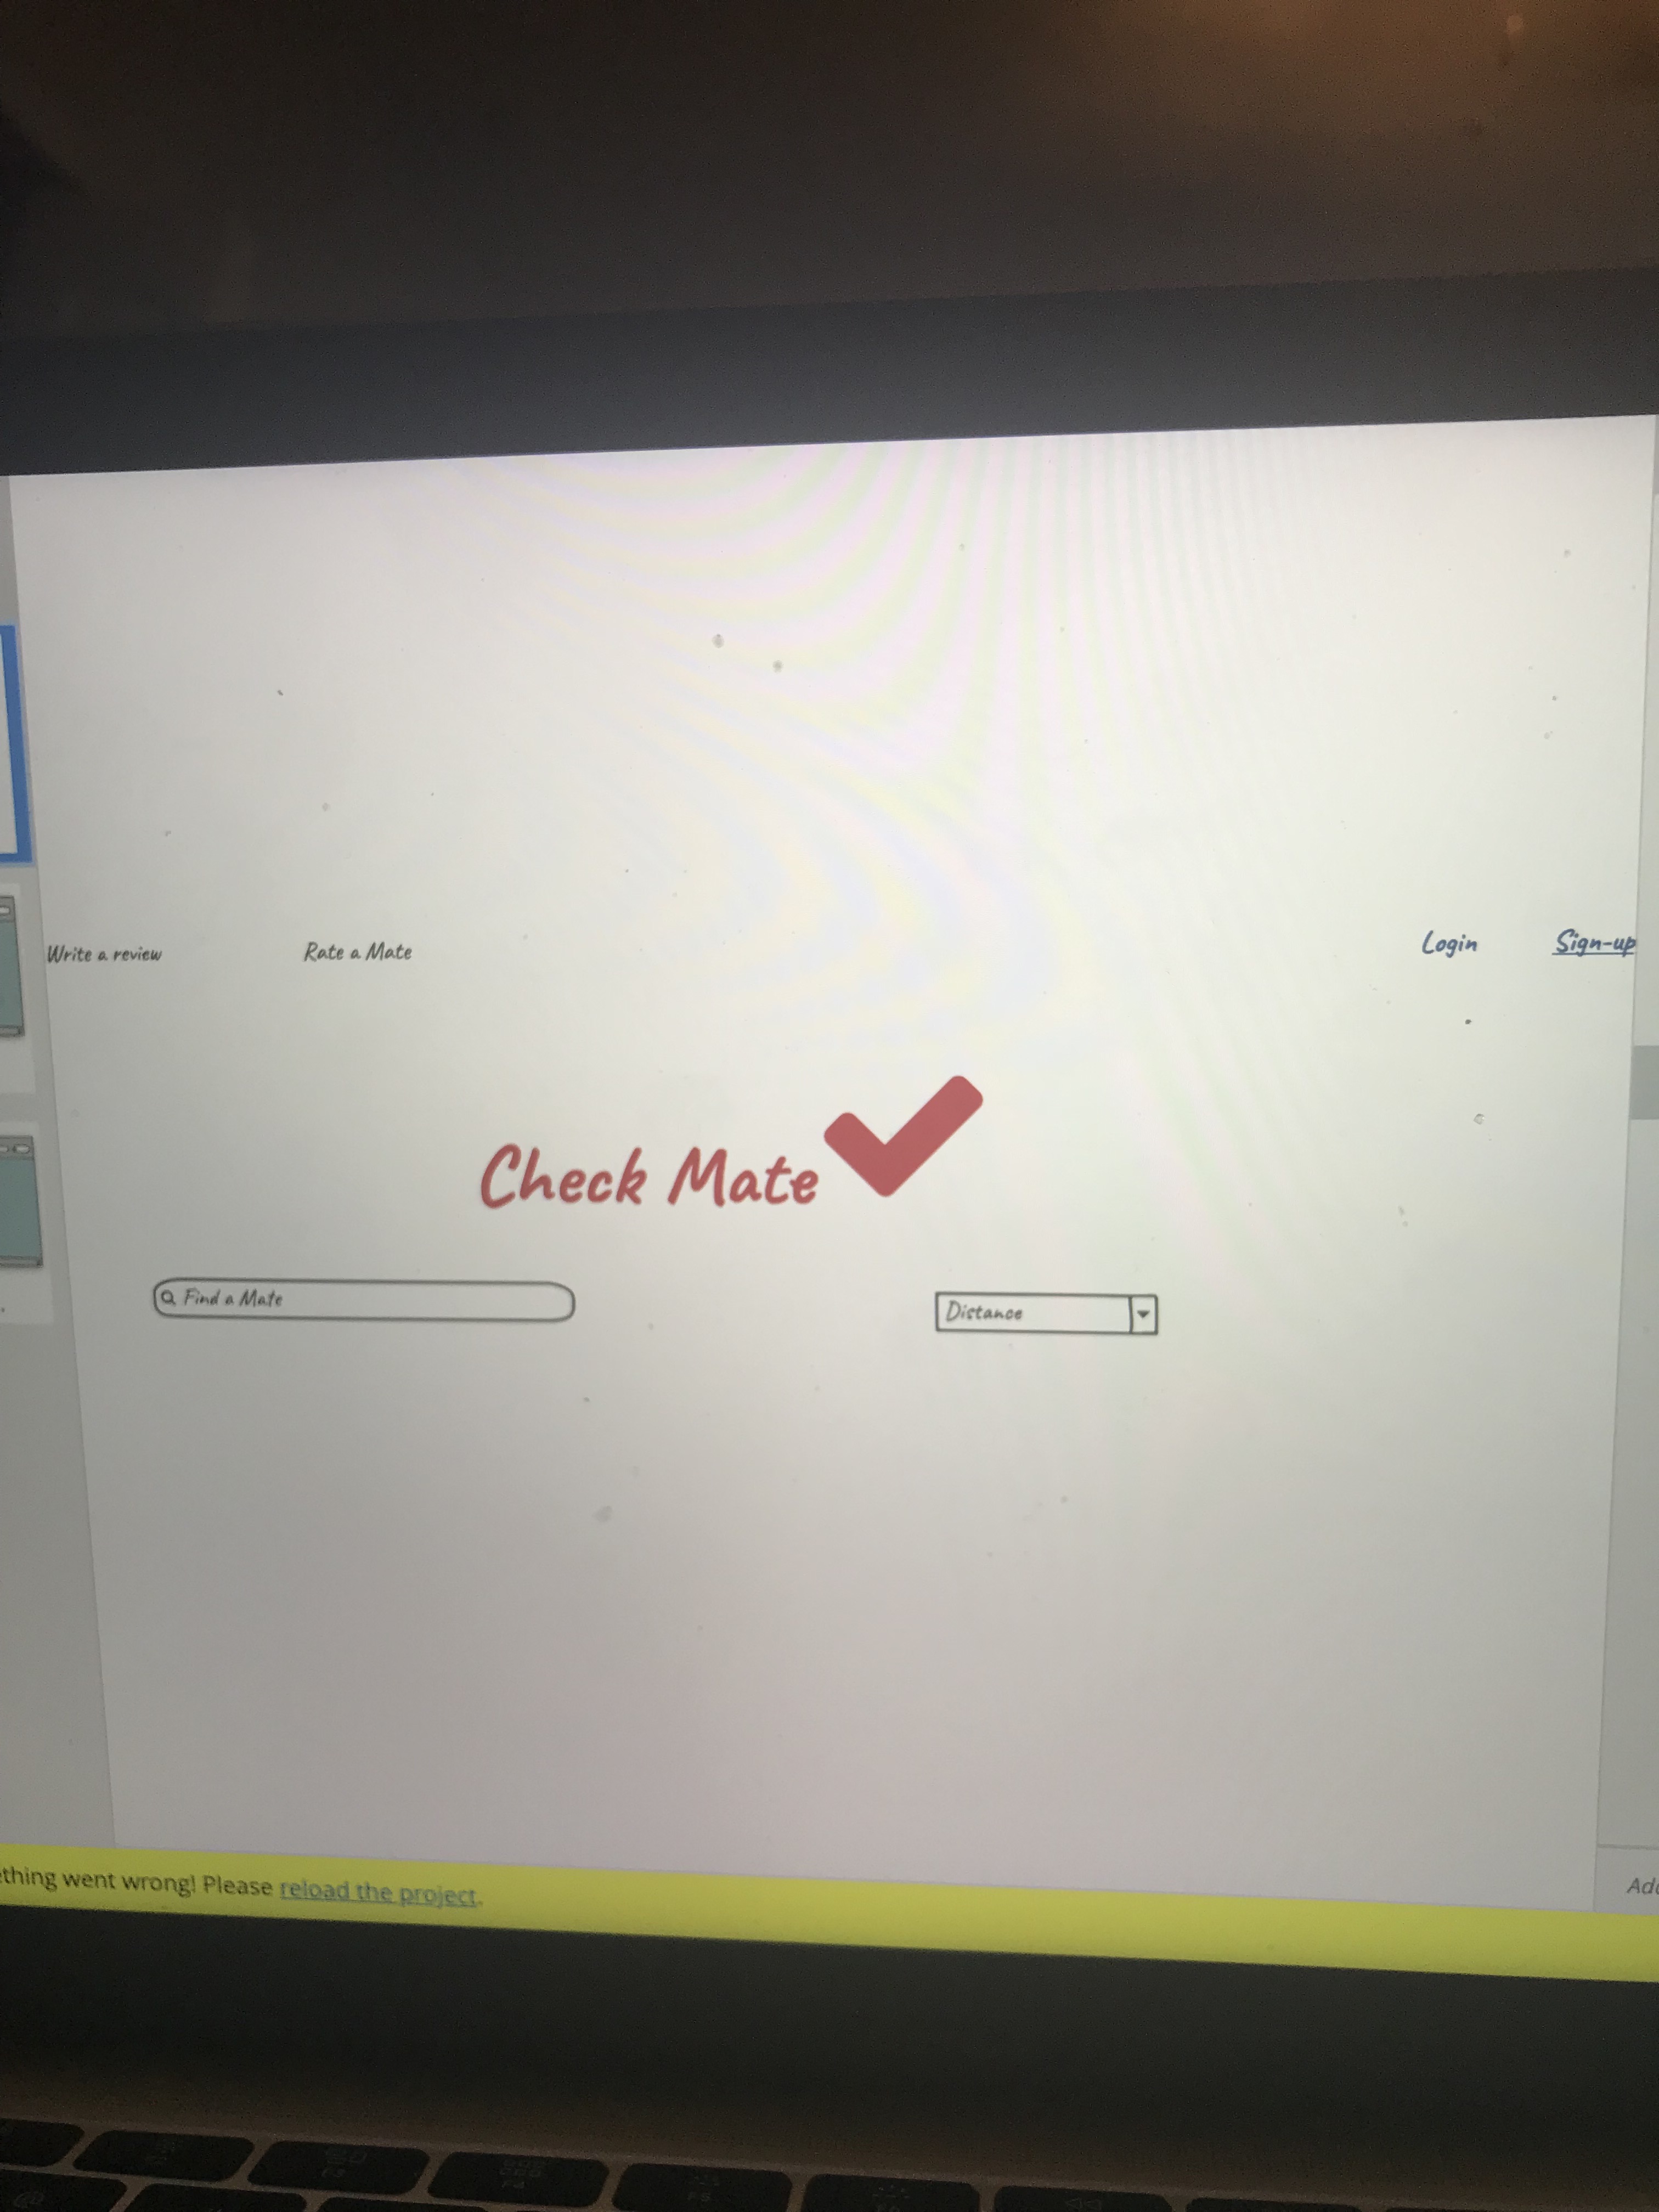 Write a review
Rate a Mate
Login
Sign-up
Check Mate
Find a Mate
Distance
thing went wrong! Please reload the project.